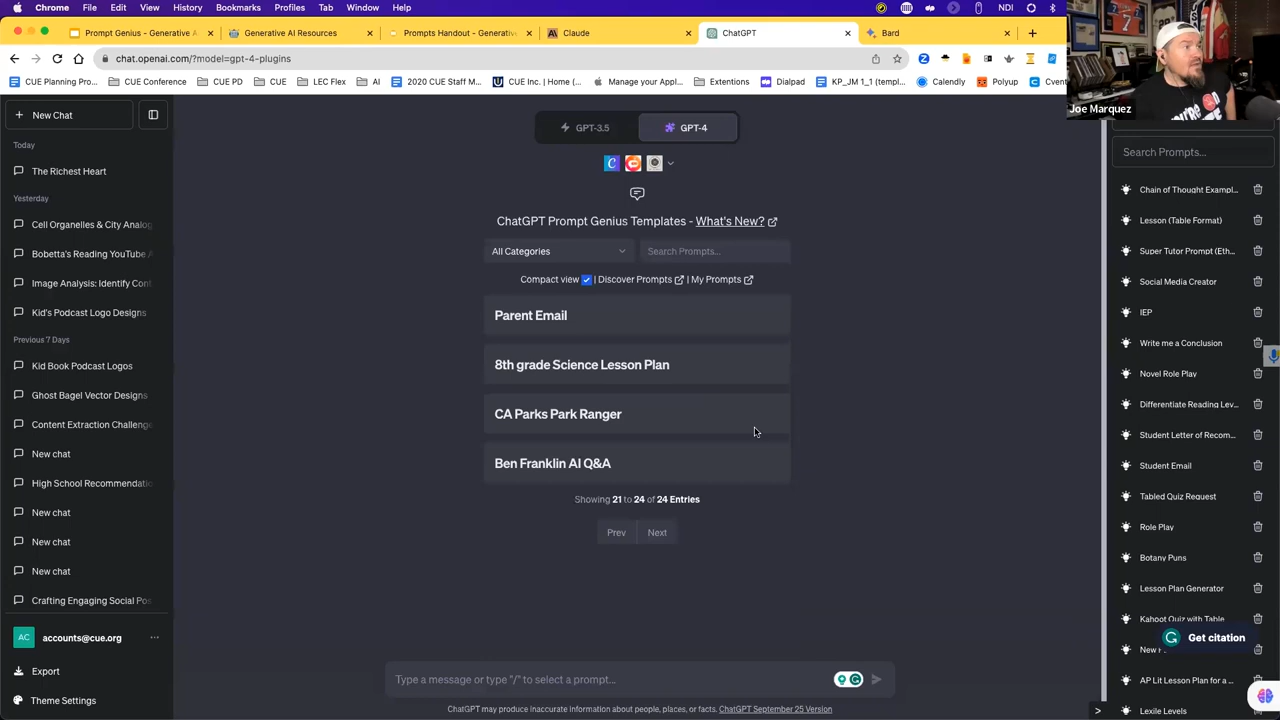 Chrome File Edit View History Bookmarks Profiles Tab Window Help NDI
Prompt Genius - Generative A
Generative AI Resources
Prompts Handout - Generative
Claude
ChatGPT
Bard
chat.openai.com/?model=gpt-4-plugins
CUE Planning Pro...
CUE Conference
CUE PD
CUE
LEC Flex
AI
2020 CUE Staff M...
CUE Inc. | Home (...
Manage your Appl...
Extentions
Dialpad
KP_JM 1_1 (templ...
Calendly
Polyup
Cvent
Joe Marquez
New Chat
Today
The Richest Heart
Yesterday
Cell Organelles & City Analog
Bobetta's Reading YouTube A
Image Analysis: Identify Cont
Kid's Podcast Logo Designs
Previous 7 Days
Kid Book Podcast Logos
Ghost Bagel Vector Designs
Content Extraction Challenge
New chat
High School Recommendatio
New chat
New chat
New chat
Crafting Engaging Social Pos
AC accounts@cue.org ...
Export
Theme Settings
GPT-3.5
GPT-4
ChatGPT Prompt Genius Templates - What's New?
All Categories
Search Prompts...
Compact view | Discover Prompts | My Prompts
Parent Email
8th grade Science Lesson Plan
CA Parks Park Ranger
Ben Franklin AI Q&A
Showing 21 to 24 of 24 Entries
Prev Next
Type a message or type "/" to select a prompt...
ChatGPT may produce inaccurate information about people, places, or facts. ChatGPT September 25 Version
Search Prompts...
Chain of Thought Exampl...
Lesson (Table Format)
Super Tutor Prompt (Eth...
Social Media Creator
IEP
Write me a Conclusion
Novel Role Play
Differentiate Reading Lev...
Student Letter of Recom...
Student Email
Tabled Quiz Request
Role Play
Botany Puns
Lesson Plan Generator
Kahoot Quiz with Table
Get citation
AP Lit Lesson Plan for a ...
Lexile Levels